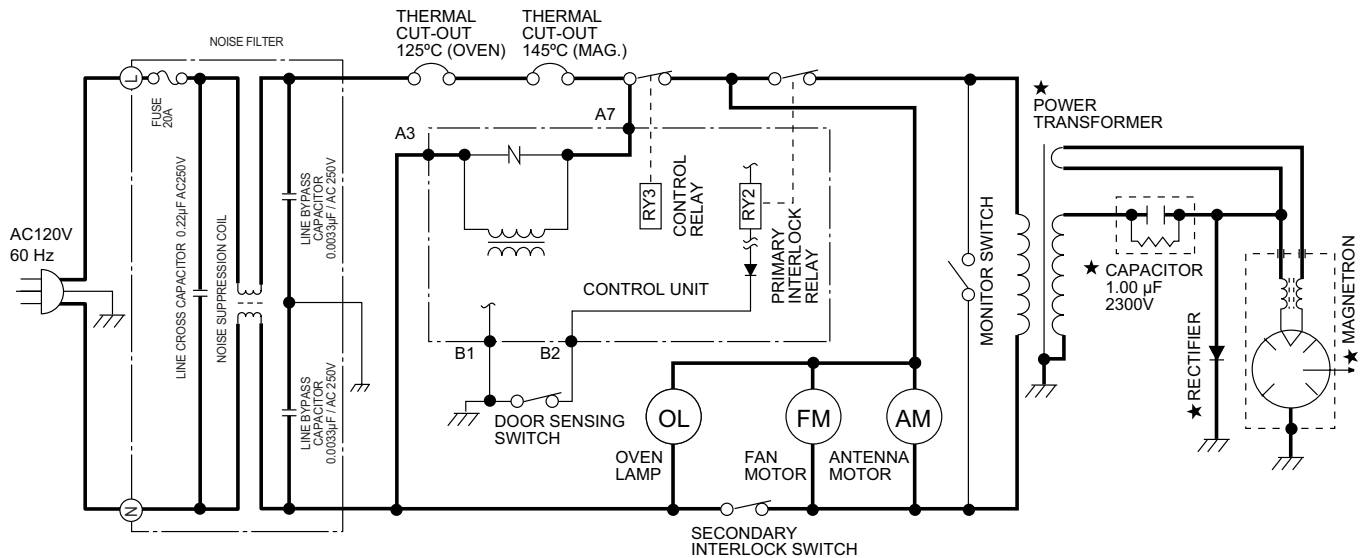 NOISE FILTER
THERMAL
CUT-OUT
125ºC (OVEN)
THERMAL
CUT-OUT
145ºC (MAG.)
L
FUSE
20A
A7
A3
★
POWER
TRANSFORMER
AC120V
60 Hz
LINE CROSS CAPACITOR 0.22µF AC250V
NOISE SUPPRESSION COIL
LINE BYPASS
CAPACITOR
0.0033µF / AC 250V
LINE BYPASS
CAPACITOR
0.0033µF / AC 250V
RY3
CONTROL
RELAY
RY2
PRIMARY
INTERLOCK
RELAY
CONTROL UNIT
MONITOR SWITCH
★ CAPACITOR
1.00 µF
2300V
★ RECTIFIER
★ MAGNETRON
B1
B2
DOOR SENSING
SWITCH
OL
FM
AM
OVEN
LAMP
FAN
MOTOR
ANTENNA
MOTOR
N
SECONDARY
INTERLOCK SWITCH